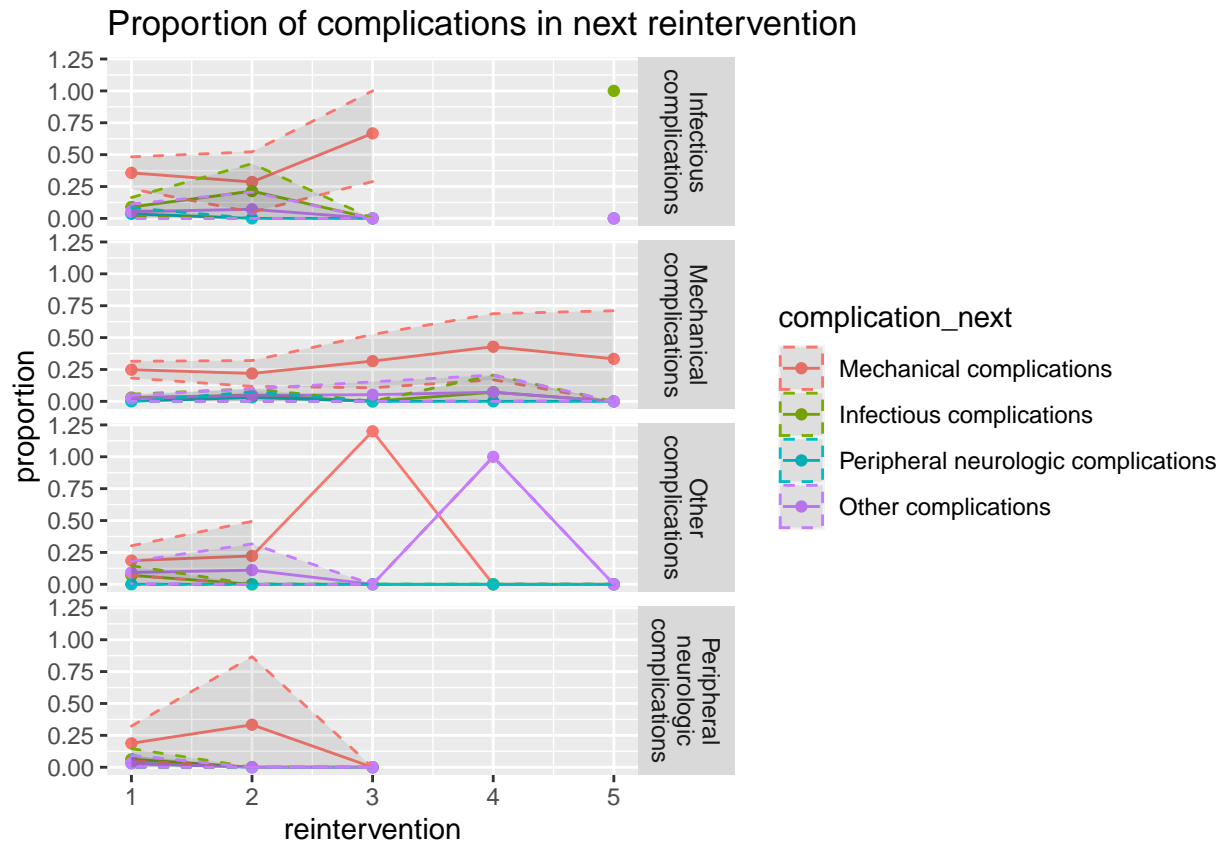 Proportion of complications in next reintervention
proportion
1.25
1.00
0.75
0.50
0.25
0.00
Infectious
complications
1.25
1.00
0.75
0.50
0.25
0.00
Mechanical
complications
1.25
1.00
0.75
0.50
0.25
0.00
Other
complications
1.25
1.00
0.75
0.50
0.25
0.00
Peripheral
neurologic
complications
1 2 3 4 5
reintervention
complication_next
Mechanical complications
Infectious complications
Peripheral neurologic complications
Other complications